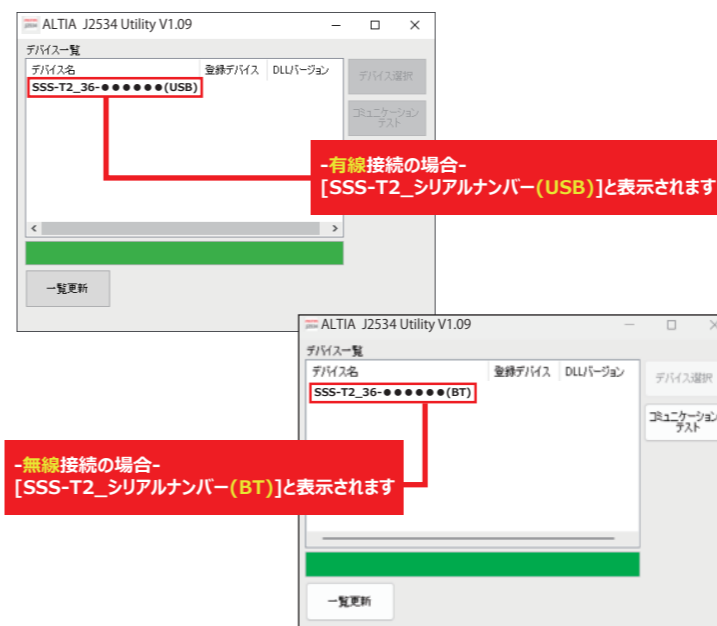 ALTIA J2534 Utility V1.09
デバイス一覧
デバイス名 登録デバイス DLLバージョン
SSS-T2_36-●●●●●●(USB)
デバイス選択
コミュニケーション
テスト
-有線接続の場合-
[SSS-T2_シリアルナンバー(USB)]と表示されます
一覧更新
ALTIA J2534 Utility V1.09
デバイス一覧
デバイス名 登録デバイス DLLバージョン
SSS-T2_36-●●●●●●(BT)
デバイス選択
コミュニケーション
テスト
-無線接続の場合-
[SSS-T2_シリアルナンバー(BT)]と表示されます
一覧更新